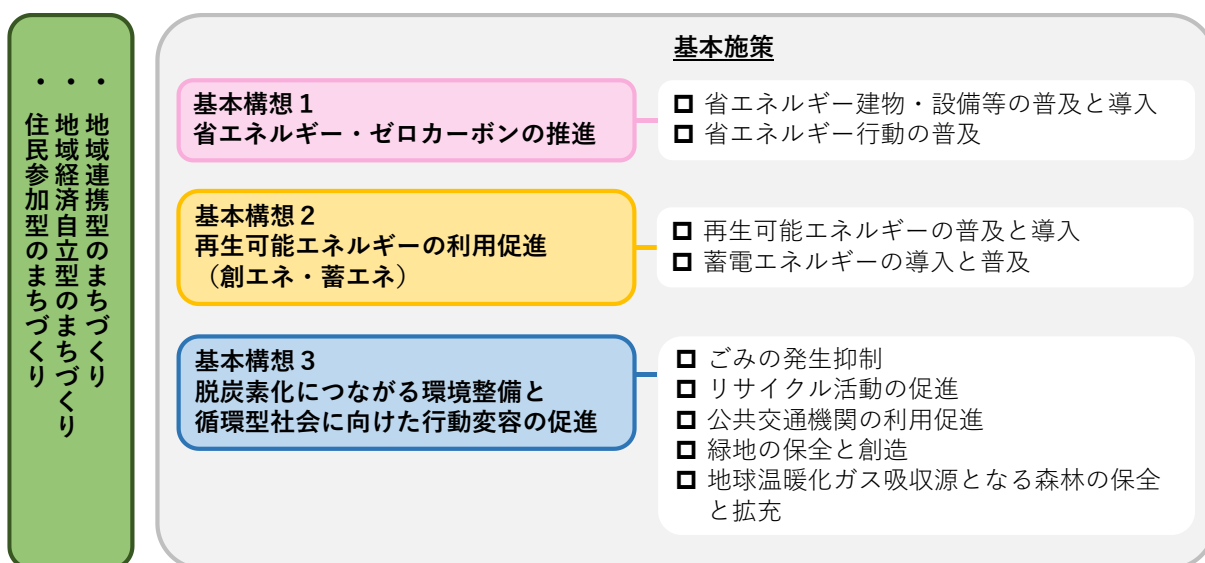 ・地域連携型のまちづくり
・地域経済自立型のまちづくり
・住民参加型のまちづくり
基本施策
基本構想１
省エネルギー・ゼロカーボンの推進
□ 省エネルギー建物・設備等の普及と導入
□ 省エネルギー行動の普及
基本構想２
再生可能エネルギーの利用促進
（創エネ・蓄エネ）
□ 再生可能エネルギーの普及と導入
□ 蓄電エネルギーの導入と普及
基本構想３
脱炭素化につながる環境整備と
循環型社会に向けた行動変容の促進
□ ごみの発生抑制
□ リサイクル活動の促進
□ 公共交通機関の利用促進
□ 緑地の保全と創造
□ 地球温暖化ガス吸収源となる森林の保全
と拡充